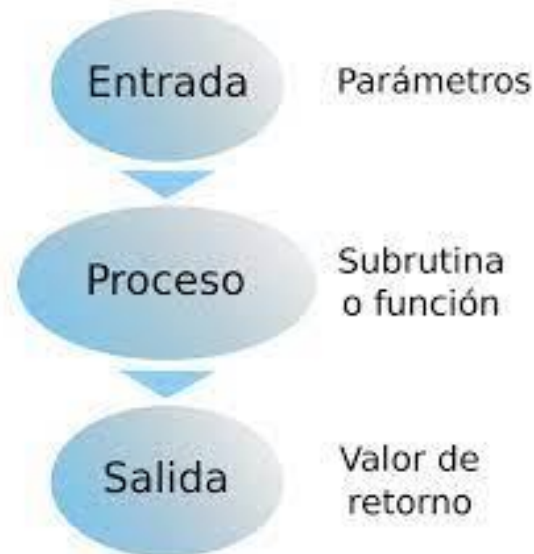 Entrada
Parámetros
Proceso
Subrutina
o función
Salida
Valor de
retorno